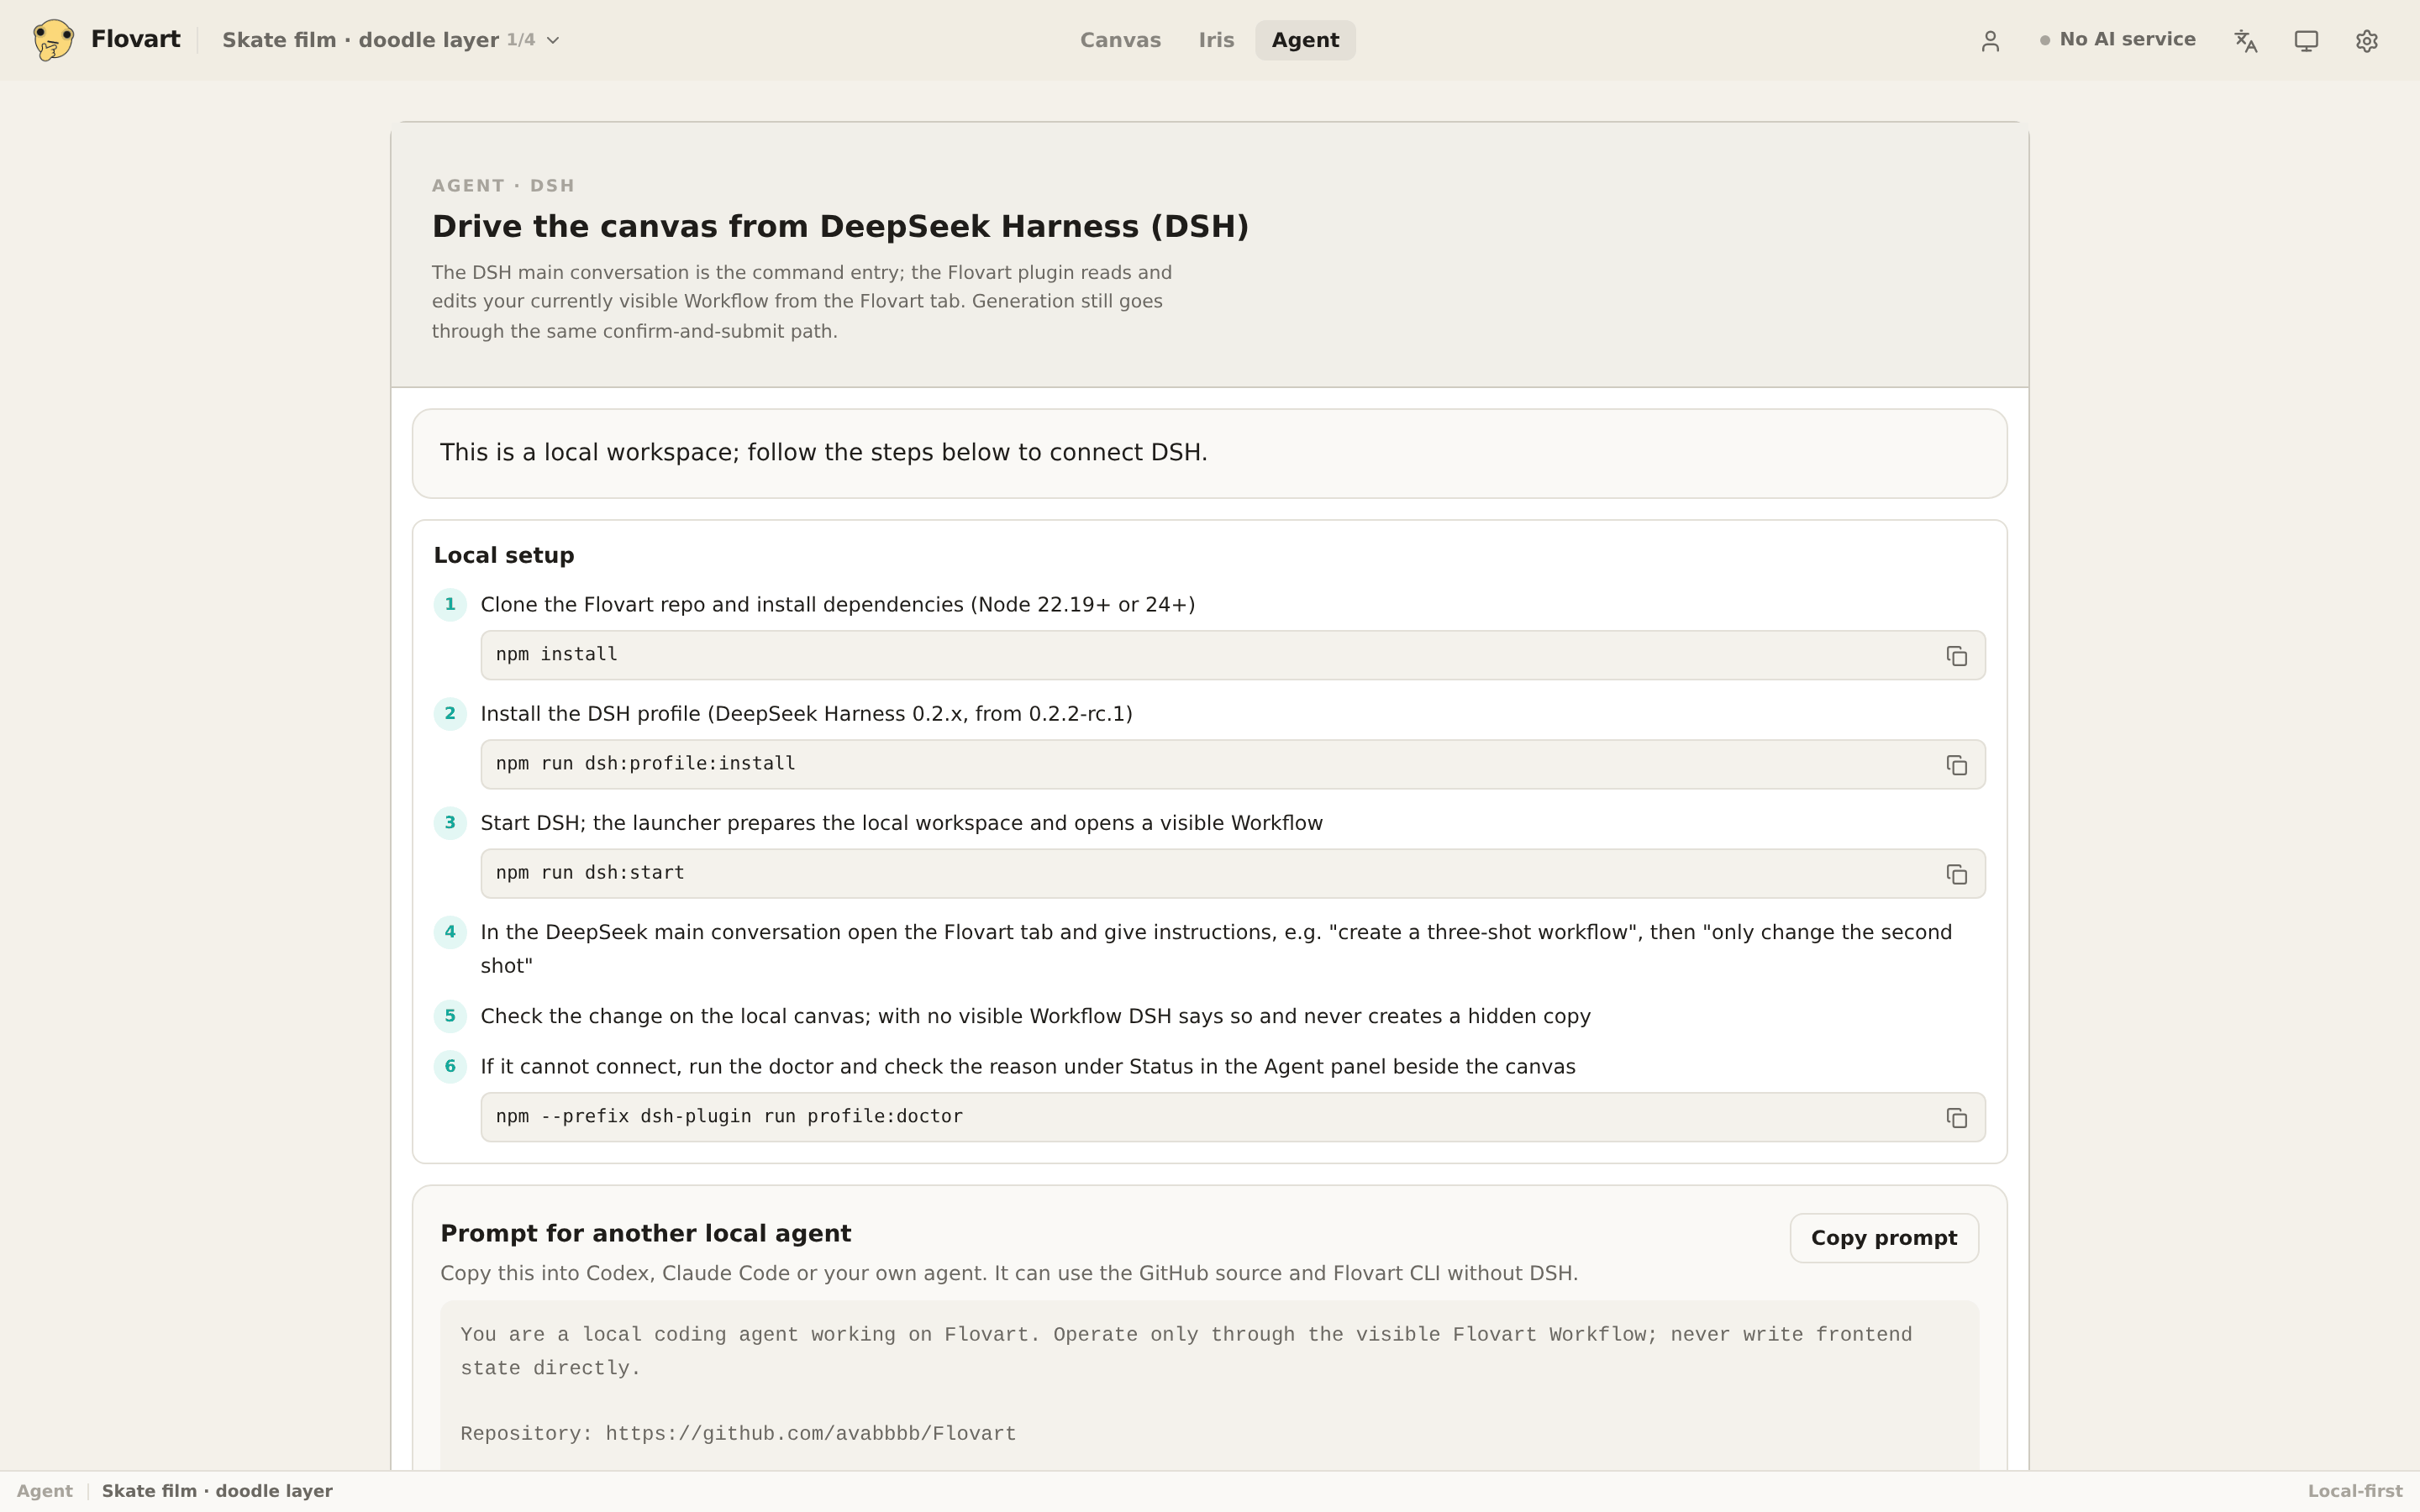 Flovart
Skate film · doodle layer 1/4
Canvas
Iris
Agent
No AI service
AGENT · DSH
Drive the canvas from DeepSeek Harness (DSH)
The DSH main conversation is the command entry; the Flovart plugin reads and
edits your currently visible Workflow from the Flovart tab. Generation still goes
through the same confirm-and-submit path.
This is a local workspace; follow the steps below to connect DSH.
Local setup
1 Clone the Flovart repo and install dependencies (Node 22.19+ or 24+)
npm install
2 Install the DSH profile (DeepSeek Harness 0.2.x, from 0.2.2-rc.1)
npm run dsh:profile:install
3 Start DSH; the launcher prepares the local workspace and opens a visible Workflow
npm run dsh:start
4 In the DeepSeek main conversation open the Flovart tab and give instructions, e.g. "create a three-shot workflow", then "only change the second
shot"
5 Check the change on the local canvas; with no visible Workflow DSH says so and never creates a hidden copy
6 If it cannot connect, run the doctor and check the reason under Status in the Agent panel beside the canvas
npm --prefix dsh-plugin run profile:doctor
Prompt for another local agent
Copy prompt
Copy this into Codex, Claude Code or your own agent. It can use the GitHub source and Flovart CLI without DSH.
You are a local coding agent working on Flovart. Operate only through the visible Flovart Workflow; never write frontend
state directly.
Repository: https://github.com/avabbbb/Flovart
Agent
Skate film · doodle layer
Local-first